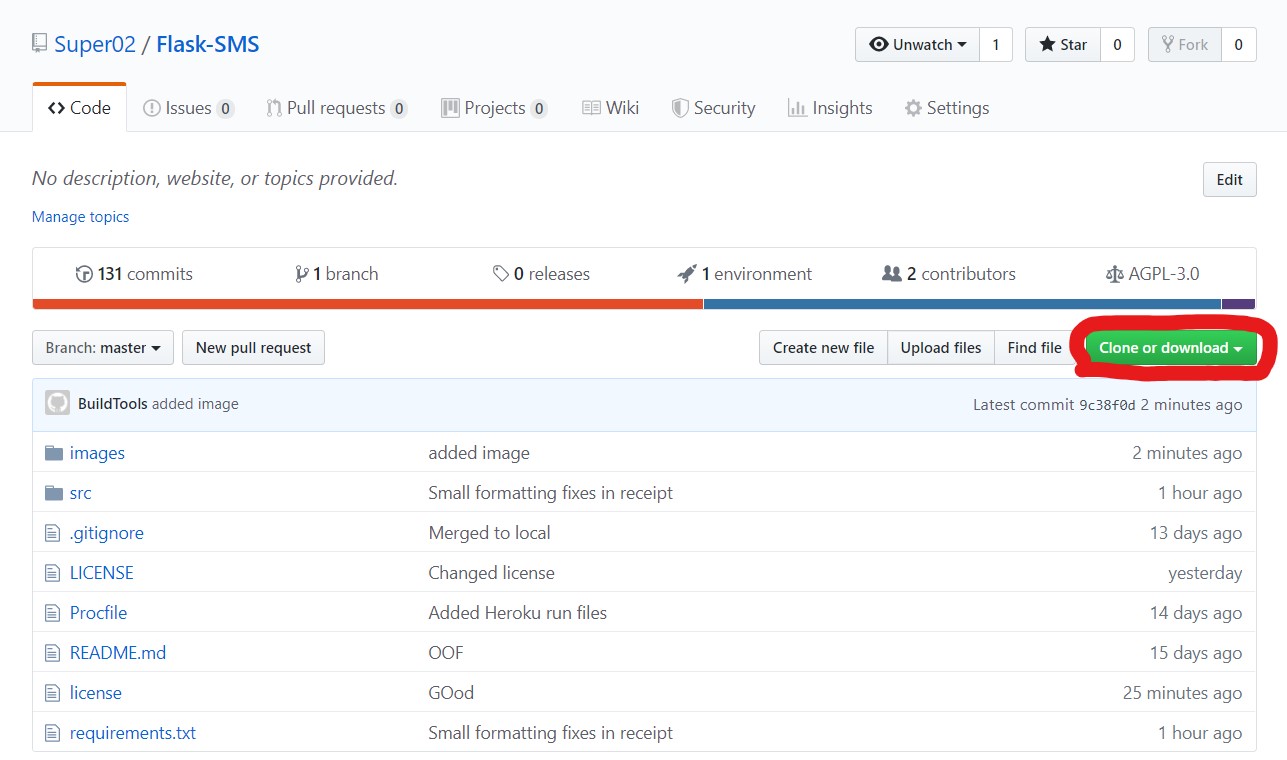 Super02 / Flask-SMS
Unwatch 1 Star 0 Fork 0
Code Issues 0 Pull requests 0 Projects 0 Wiki Security Insights Settings
No description, website, or topics provided. Edit
Manage topics
131 commits 1 branch 0 releases 1 environment 2 contributors AGPL-3.0
Branch: master New pull request Create new file Upload files Find file Clone or download
BuildTools added image Latest commit 9c38f0d 2 minutes ago
images added image 2 minutes ago
src Small formatting fixes in receipt 1 hour ago
.gitignore Merged to local 13 days ago
LICENSE Changed license yesterday
Procfile Added Heroku run files 14 days ago
README.md OOF 15 days ago
license GOod 25 minutes ago
requirements.txt Small formatting fixes in receipt 1 hour ago